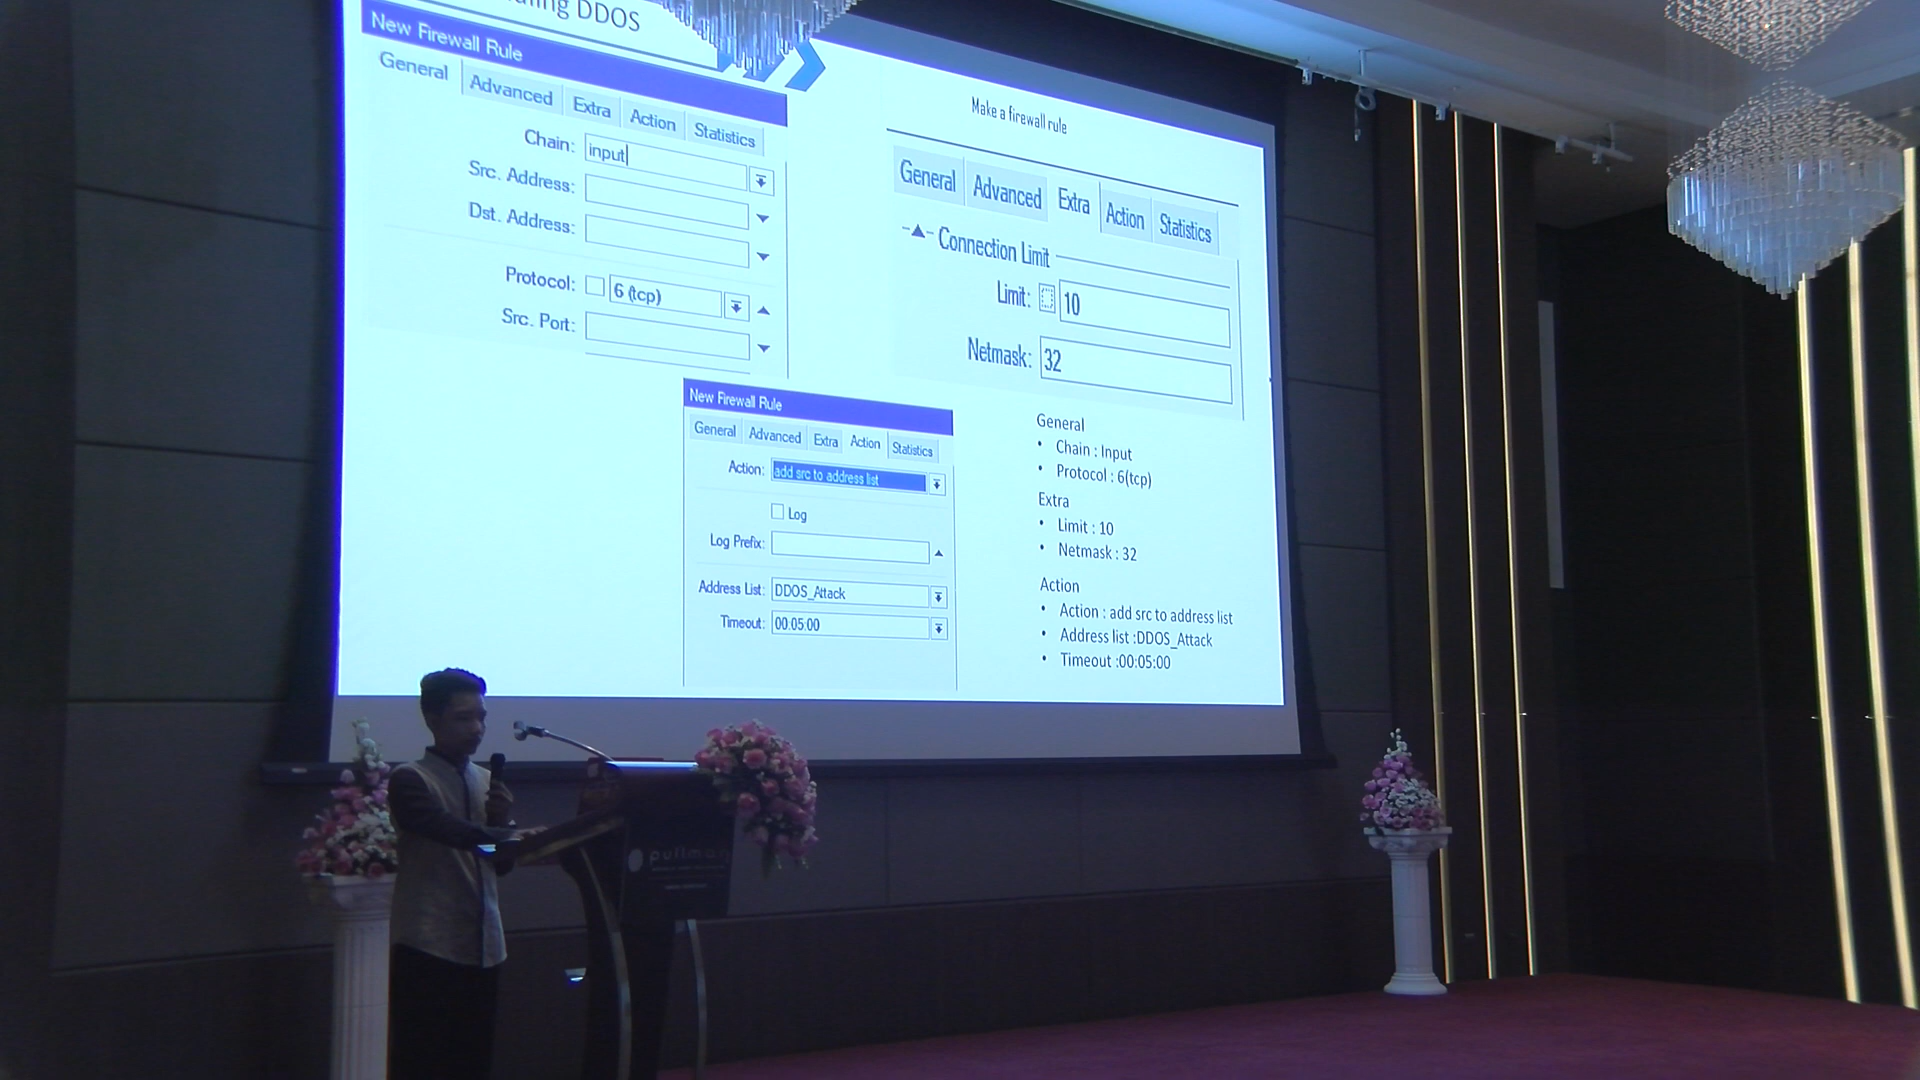 DDOS
New Firewall Rule
General Advanced Extra Action Statistics
Chain: input
Src. Address:
Dst. Address:
Protocol: 6 (tcp)
Src. Port:
Make a firewall rule
General Advanced Extra Action Statistics
Connection Limit
Limit: 10
Netmask: 32
New Firewall Rule
General Advanced Extra Action Statistics
Action: add src to address list
Log
Log Prefix:
Address List: DDOS_Attack
Timeout: 00:05:00
General
• Chain : Input
• Protocol : 6(tcp)
Extra
• Limit : 10
• Netmask : 32
Action
• Action : add src to address list
• Address list :DDOS_Attack
• Timeout :00:05:00
pullman